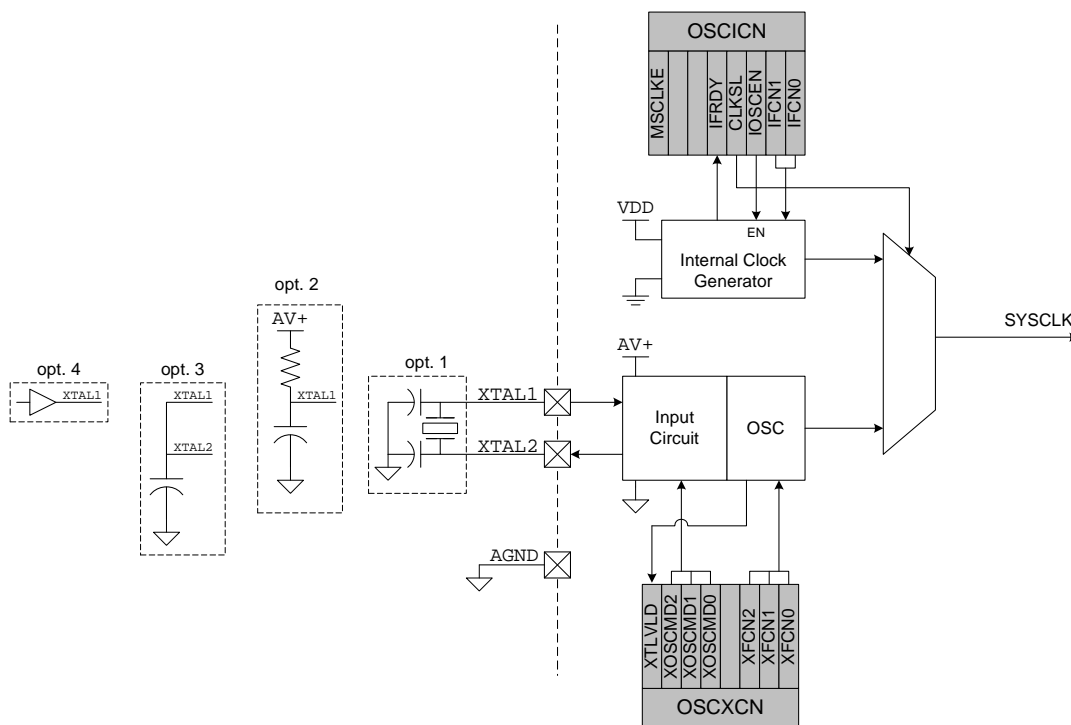 OSCICN
MSCLKE
IFRDY
CLKSL
IOSCEN
IFCN1
IFCN0
VDD
EN
Internal Clock
Generator
opt. 2
AV+
XTAL1
opt. 4
XTAL1
opt. 3
XTAL1
XTAL2
opt. 1
XTAL1
XTAL2
AGND
AV+
Input
Circuit
OSC
SYSCLK
XTLVLD
XOSCMD2
XOSCMD1
XOSCMD0
XFCN2
XFCN1
XFCN0
OSCXCN